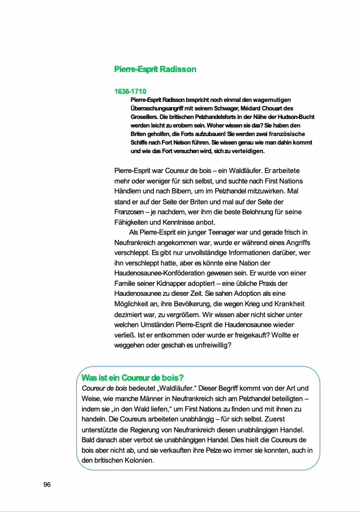 Pierre-Esprit Radisson
1636-1710
Pierre-Esprit Radisson bespricht noch einmal den wagemutigen
Überraschungsangriff mit seinem Schwager, Médard Chouart des
Groseillers. Die britischen Pelzhandelsforts in der Nähe der Hudson-Bucht
werden leicht zu erobern sein. Woher wissen sie das? Sie haben den
Briten geholfen, die Forts aufzubauen! Sie werden zwei französische
Schiffe nach Fort Nelson führen. Sie wissen genau wie man dahin kommt
und wie das Fort versuchen wird, sich zu verteidigen.
Pierre-Esprit war Coureur de bois – ein Waldläufer. Er arbeitete
mehr oder weniger für sich selbst, und suchte nach First Nations
Händlern und nach Bibern, um im Pelzhandel mitzuwirken. Mal
stand er auf der Seite der Briten und mal auf der Seite der
Franzosen – je nachdem, wer ihm die beste Belohnung für seine
Fähigkeiten und Kenntnisse anbot.
Als Pierre-Esprit ein junger Teenager war und gerade frisch in
Neufrankreich angekommen war, wurde er während eines Angriffs
verschleppt. Es gibt nur unvollständige Informationen darüber, wer
ihn verschleppt hatte, aber es könnte eine Nation der
Haudenosaunee-Konföderation gewesen sein. Er wurde von einer
Familie seiner Kidnapper adoptiert – eine übliche Praxis der
Haudenosaunee zu dieser Zeit. Sie sahen Adoption als eine
Möglichkeit an, ihre Bevölkerung, die wegen Krieg und Krankheit
dezimiert war, zu vergrößern. Wir wissen aber nicht sicher unter
welchen Umständen Pierre-Esprit die Haudenosaunee wieder
verließ. Ist er entkommen oder wurde er freigekauft? Wollte er
weggehen oder geschah es unfreiwillig?
Was ist ein Coureur de bois?
Coureur de bois bedeutet „Waldläufer.“ Dieser Begriff kommt von der Art und
Weise, wie manche Männer in Neufrankreich sich am Pelzhandel beteiligten –
indem sie „in den Wald liefen,“ um First Nations zu finden und mit ihnen zu
handeln. Die Coureurs arbeiteten unabhängig – für sich selbst. Zuerst
unterstützte die Regierung von Neufrankreich diesen unabhängigen Handel.
Bald danach aber verbot sie unabhängigen Handel. Dies hielt die Coureurs de
bois aber nicht ab, und sie verkauften ihre Pelze wo immer sie konnten, auch in
den britischen Kolonien.
96